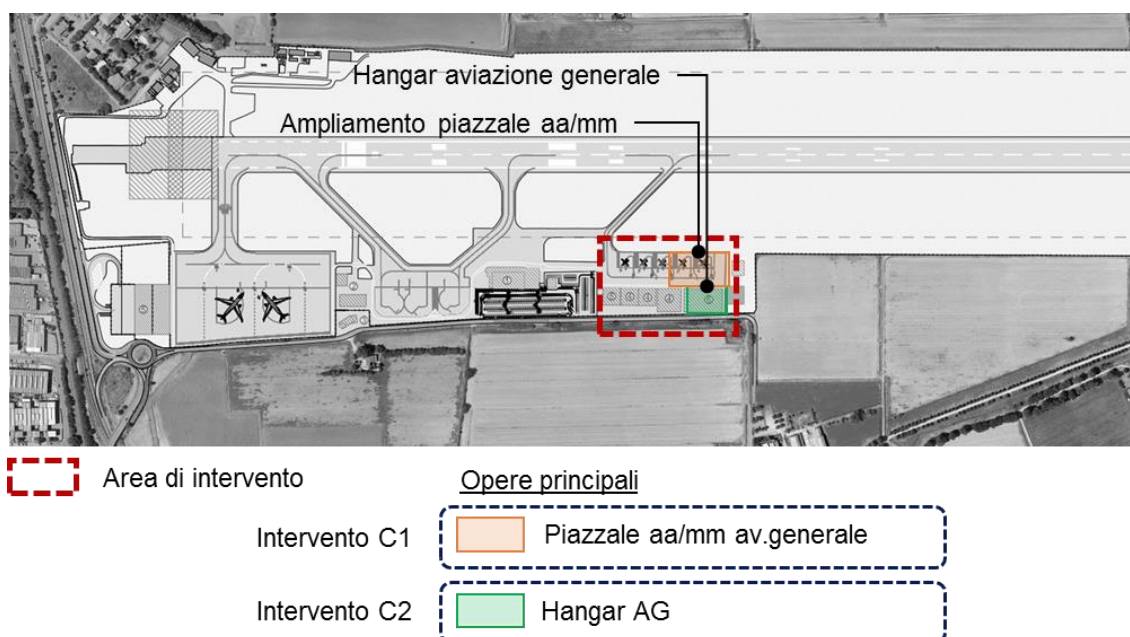 Hangar aviazione generale
Ampliamento piazzale aa/mm
Area di intervento
Opere principali
Intervento C1
Piazzale aa/mm av.generale
Intervento C2
Hangar AG